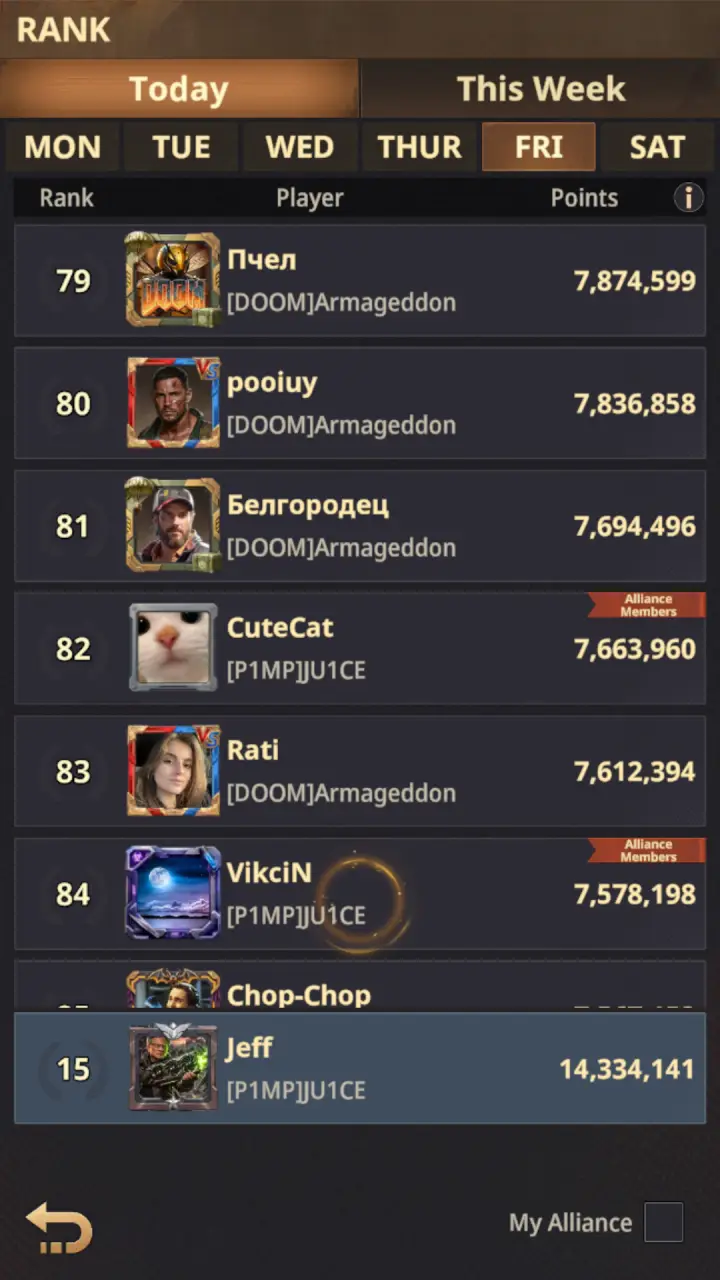 RANK
Today This Week
MON TUE WED THUR FRI SAT
Rank Player Points i
79 Пчел 7,874,599
DOOM
[DOOM]Armageddon
80 pooiuy 7,836,858
VS
[DOOM]Armageddon
81 Белгородец 7,694,496
[DOOM]Armageddon
Alliance
Members
82 CuteCat 7,663,960
[P1MP]JU1CE
83 Rati 7,612,394
VS
[DOOM]Armageddon
Alliance
Members
84 VikciN 7,578,198
[P1MP]JU1CE
Chop-Chop
15 Jeff 14,334,141
[P1MP]JU1CE
My Alliance